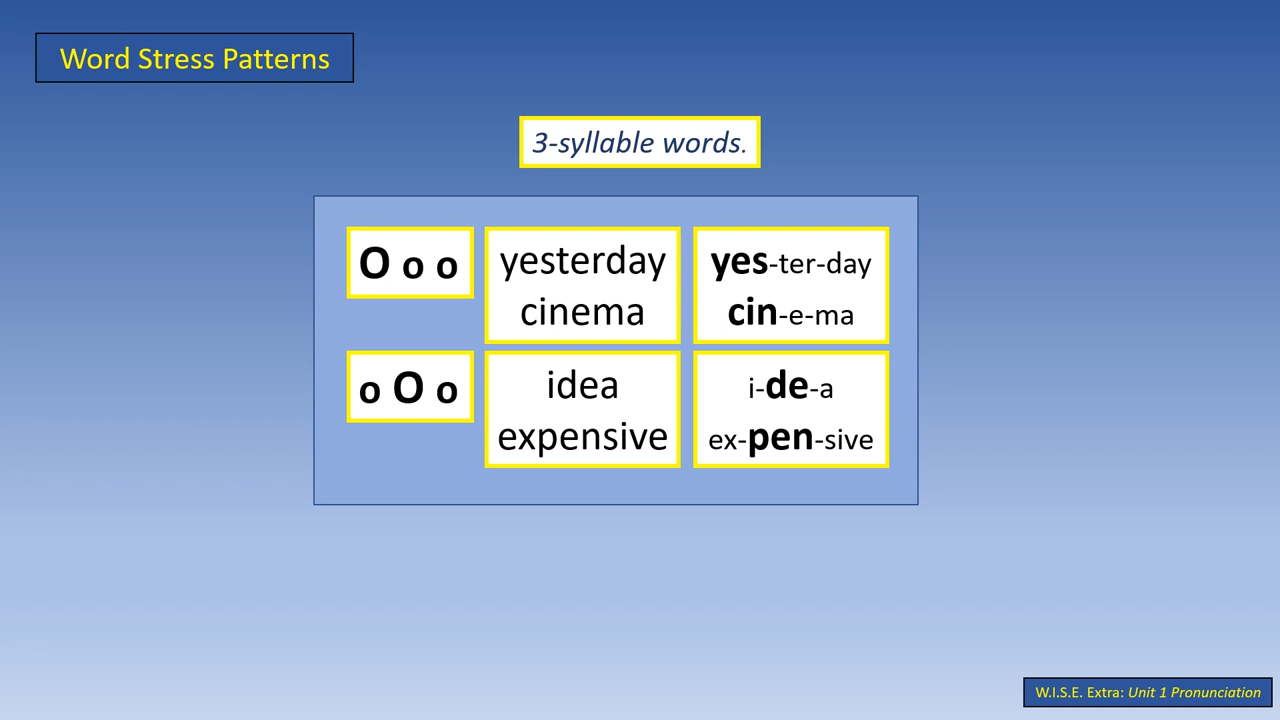 Word Stress Patterns
3-syllable words.
O o o
yesterday
cinema
yes-ter-day
cin-e-ma
o O o
idea
expensive
i-de-a
ex-pen-sive
W.I.S.E. Extra: Unit 1 Pronunciation